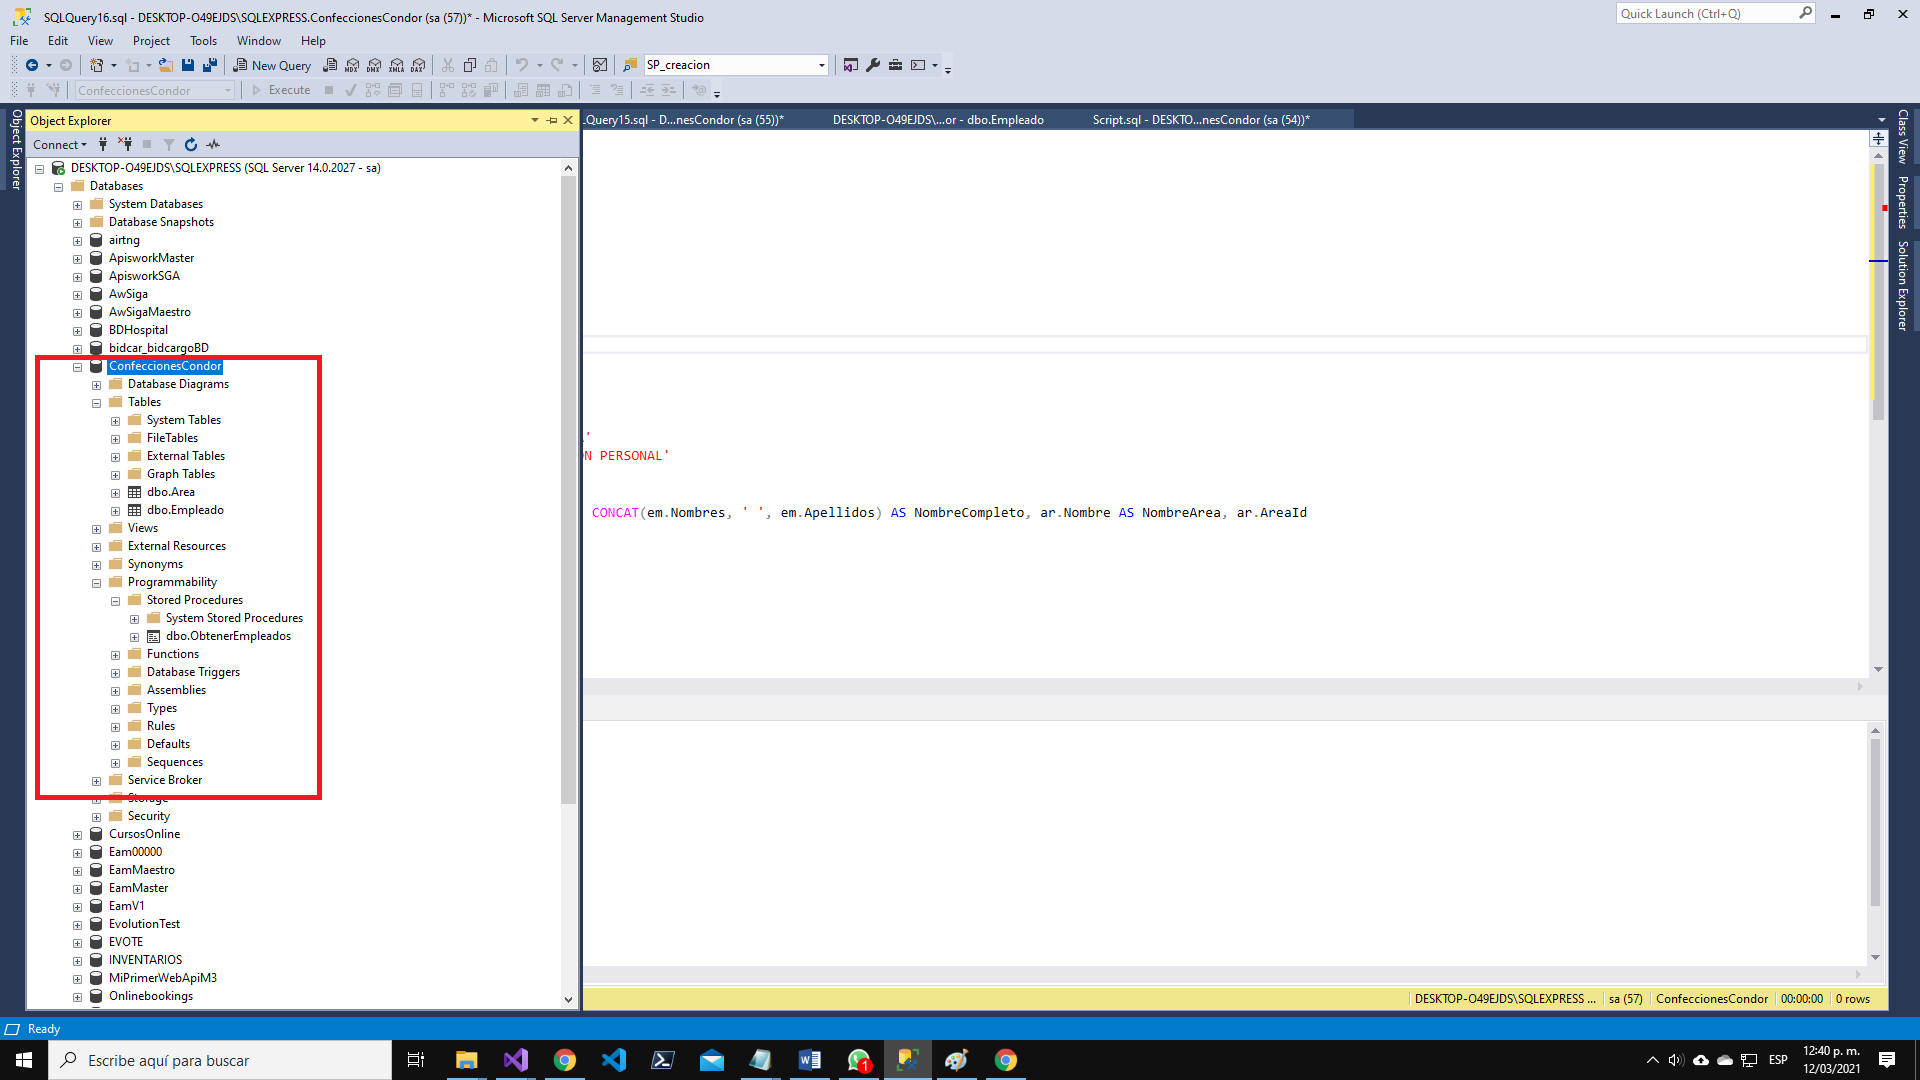 SQLQuery16.sql - DESKTOP-O49EJDS\SQLEXPRESS.ConfeccionesCondor (sa (57))* - Microsoft SQL Server Management Studio
Quick Launch (Ctrl+Q)
File Edit View Project Tools Window Help
New Query
MDX DMX XMLA DAX
SP_creacion
ConfeccionesCondor
Execute
Object Explorer
Object Explorer
LQuery15.sql - D...nesCondor (sa (55))*
DESKTOP-O49EJDS\...or - dbo.Empleado
Script.sql - DESKTO...nesCondor (sa (54))*
Class View
Properties
Solution Explorer
Connect
DESKTOP-O49EJDS\SQLEXPRESS (SQL Server 14.0.2027 - sa)
Databases
System Databases
Database Snapshots
airtng
ApisworkMaster
ApisworkSGA
AwSiga
AwSigaMaestro
BDHospital
bidcar_bidcargoBD
ConfeccionesCondor
Database Diagrams
Tables
System Tables
FileTables
External Tables
Graph Tables
dbo.Area
dbo.Empleado
Views
External Resources
Synonyms
Programmability
Stored Procedures
System Stored Procedures
dbo.ObtenerEmpleados
Functions
Database Triggers
Assemblies
Types
Rules
Defaults
Sequences
Service Broker
Storage
Security
CursosOnline
Eam00000
EamMaestro
EamMaster
EamV1
EvolutionTest
EVOTE
INVENTARIOS
MiPrimerWebApiM3
Onlinebookings
N PERSONAL'
CONCAT(em.Nombres, ' ', em.Apellidos) AS NombreCompleto, ar.Nombre AS NombreArea, ar.AreaId
DESKTOP-O49EJDS\SQLEXPRESS ... sa (57) ConfeccionesCondor 00:00:00 0 rows
Ready
Escribe aquí para buscar
1
ESP
12:40 p. m.
12/03/2021